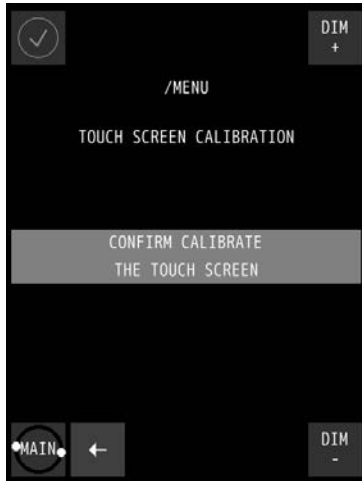 DIM
+
/MENU
TOUCH SCREEN CALIBRATION
CONFIRM CALIBRATE
THE TOUCH SCREEN
MAIN
←
DIM
-